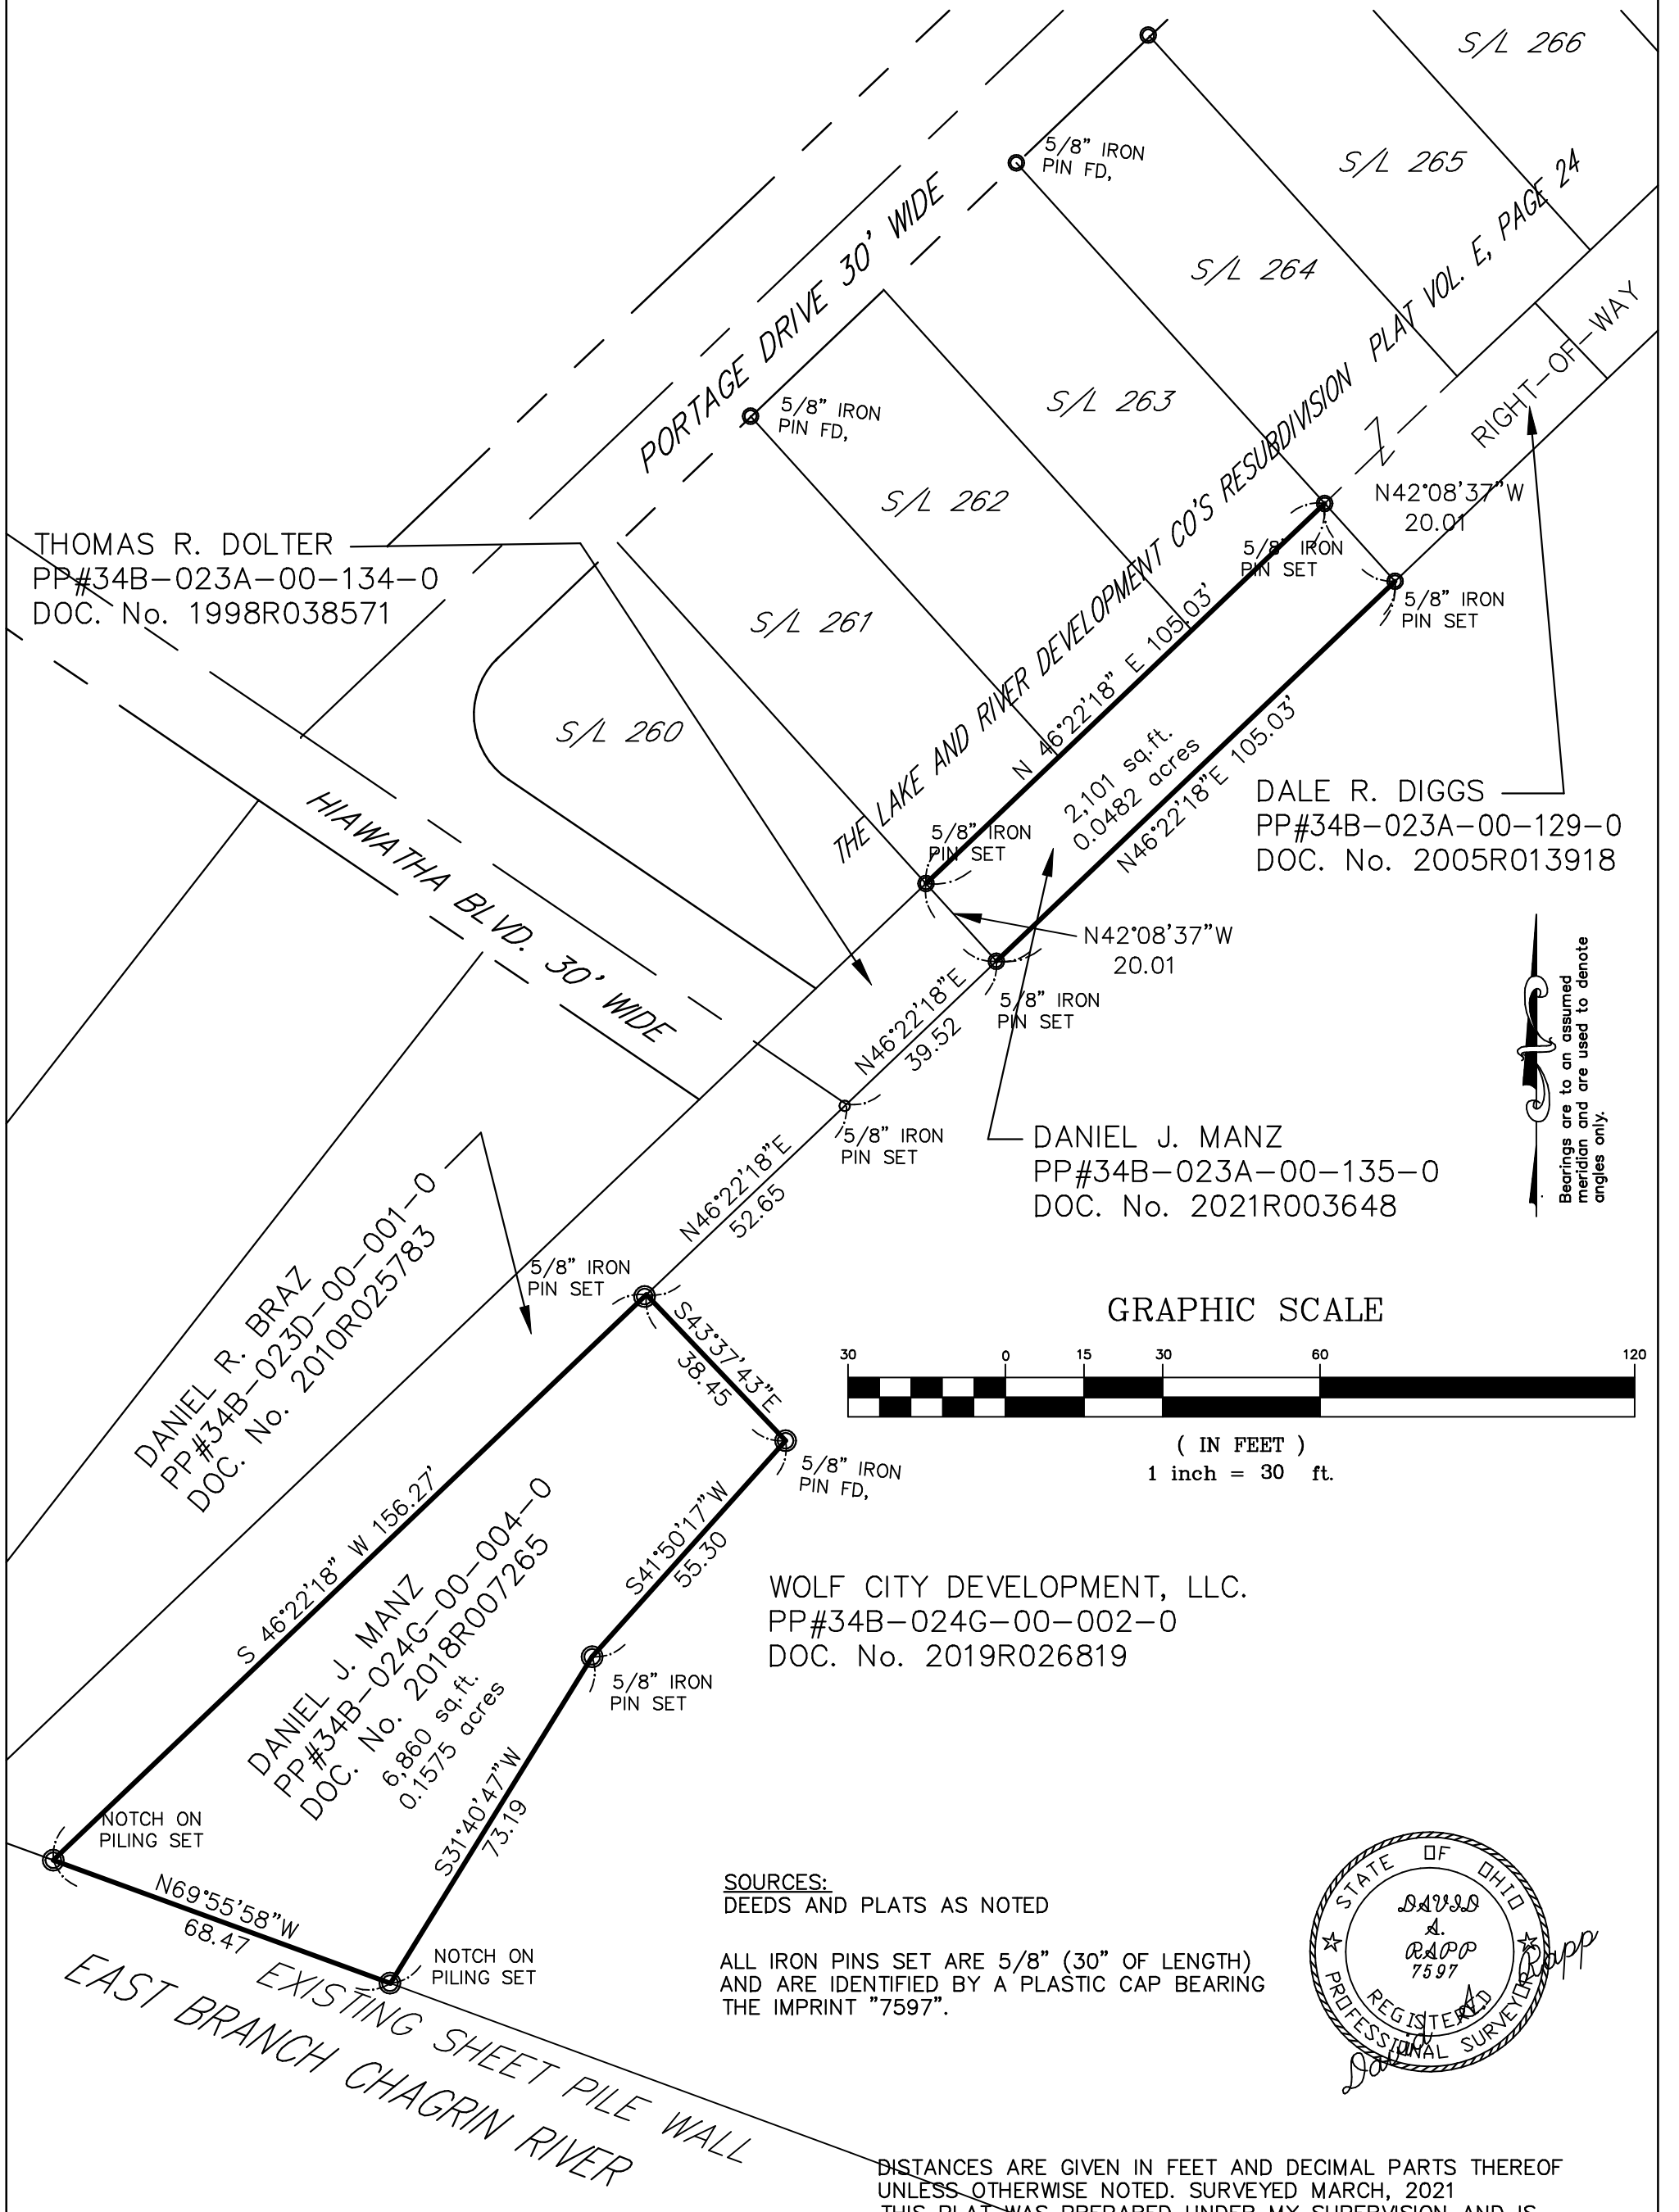 S/L 266
S/L 265
5/8" IRON
PIN FD,
PORTAGE DRIVE 30' WIDE
S/L 264
THE LAKE AND RIVER DEVELOPMENT CO'S RESUBDIVISION PLAT VOL. E, PAGE 24
RIGHT-OF-WAY
S/L 263
5/8" IRON
PIN FD,
S/L 262
N42°08'37"W
20.01
5/8" IRON
PIN SET
5/8" IRON
PIN SET
THOMAS R. DOLTER
PP#34B-023A-00-134-0
DOC. No. 1998R038571
S/L 261
N 46°22'18" E 105.03'
S/L 260
2,101 sq.ft.
0.0482 acres
N46°22'18"E 105.03'
DALE R. DIGGS
PP#34B-023A-00-129-0
DOC. No. 2005R013918
HIAWATHA BLVD. 30' WIDE
5/8" IRON
PIN SET
N42°08'37"W
20.01
5/8" IRON
PIN SET
N46°22'18"E
39.52
Bearings are to an assumed
meridian and are used to denote
angles only.
5/8" IRON
PIN SET
DANIEL J. MANZ
PP#34B-023A-00-135-0
DOC. No. 2021R003648
N46°22'18"E
52.65
DANIEL R. BRAZ
PP#34B-023D-00-001-0
DOC. No. 2010R025783
5/8" IRON
PIN SET
S43°37'43"E
38.45
GRAPHIC SCALE
30 0 15 30 60 120
( IN FEET )
1 inch = 30 ft.
5/8" IRON
PIN FD,
S 46°22'18" W 156.27'
S41°50'17"W
55.30
WOLF CITY DEVELOPMENT, LLC.
PP#34B-024G-00-002-0
DOC. No. 2019R026819
DANIEL J. MANZ
PP#34B-024G-00-004-0
DOC. No. 2018R007265
6,860 sq.ft.
0.1575 acres
5/8" IRON
PIN SET
S31°40'47"W
73.19
NOTCH ON
PILING SET
N69°55'58"W
68.47
NOTCH ON
PILING SET
EXISTING SHEET PILE WALL
EAST BRANCH CHAGRIN RIVER
SOURCES:
DEEDS AND PLATS AS NOTED
ALL IRON PINS SET ARE 5/8" (30" OF LENGTH)
AND ARE IDENTIFIED BY A PLASTIC CAP BEARING
THE IMPRINT "7597".
STATE OF OHIO
DAVID
A.
RAPP
7597
REGISTERED
PROFESSIONAL SURVEYOR
David A. Rapp
DISTANCES ARE GIVEN IN FEET AND DECIMAL PARTS THEREOF
UNLESS OTHERWISE NOTED. SURVEYED MARCH, 2021
THIS PLAT WAS PREPARED UNDER MY SUPERVISION AND IS